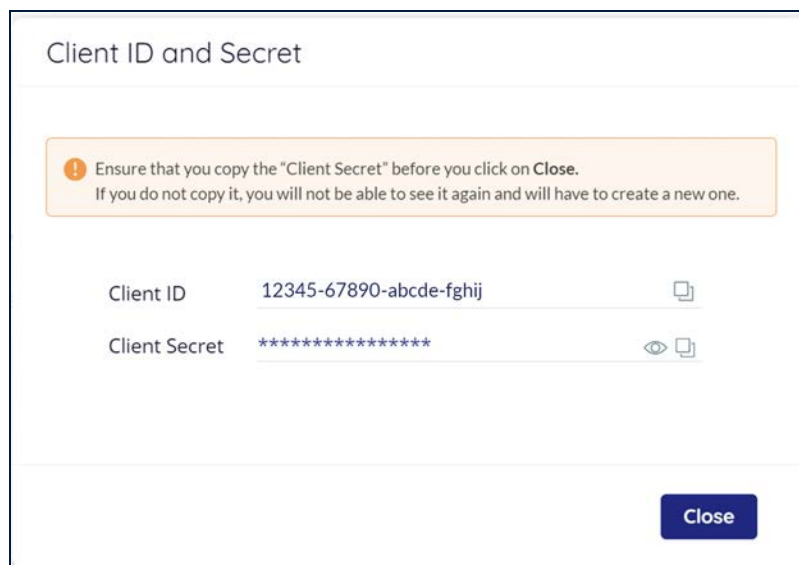 Client ID and Secret
Ensure that you copy the “Client Secret” before you click on Close.
If you do not copy it, you will not be able to see it again and will have to create a new one.
Client ID 12345-67890-abcde-fghij
Client Secret ****************
Close